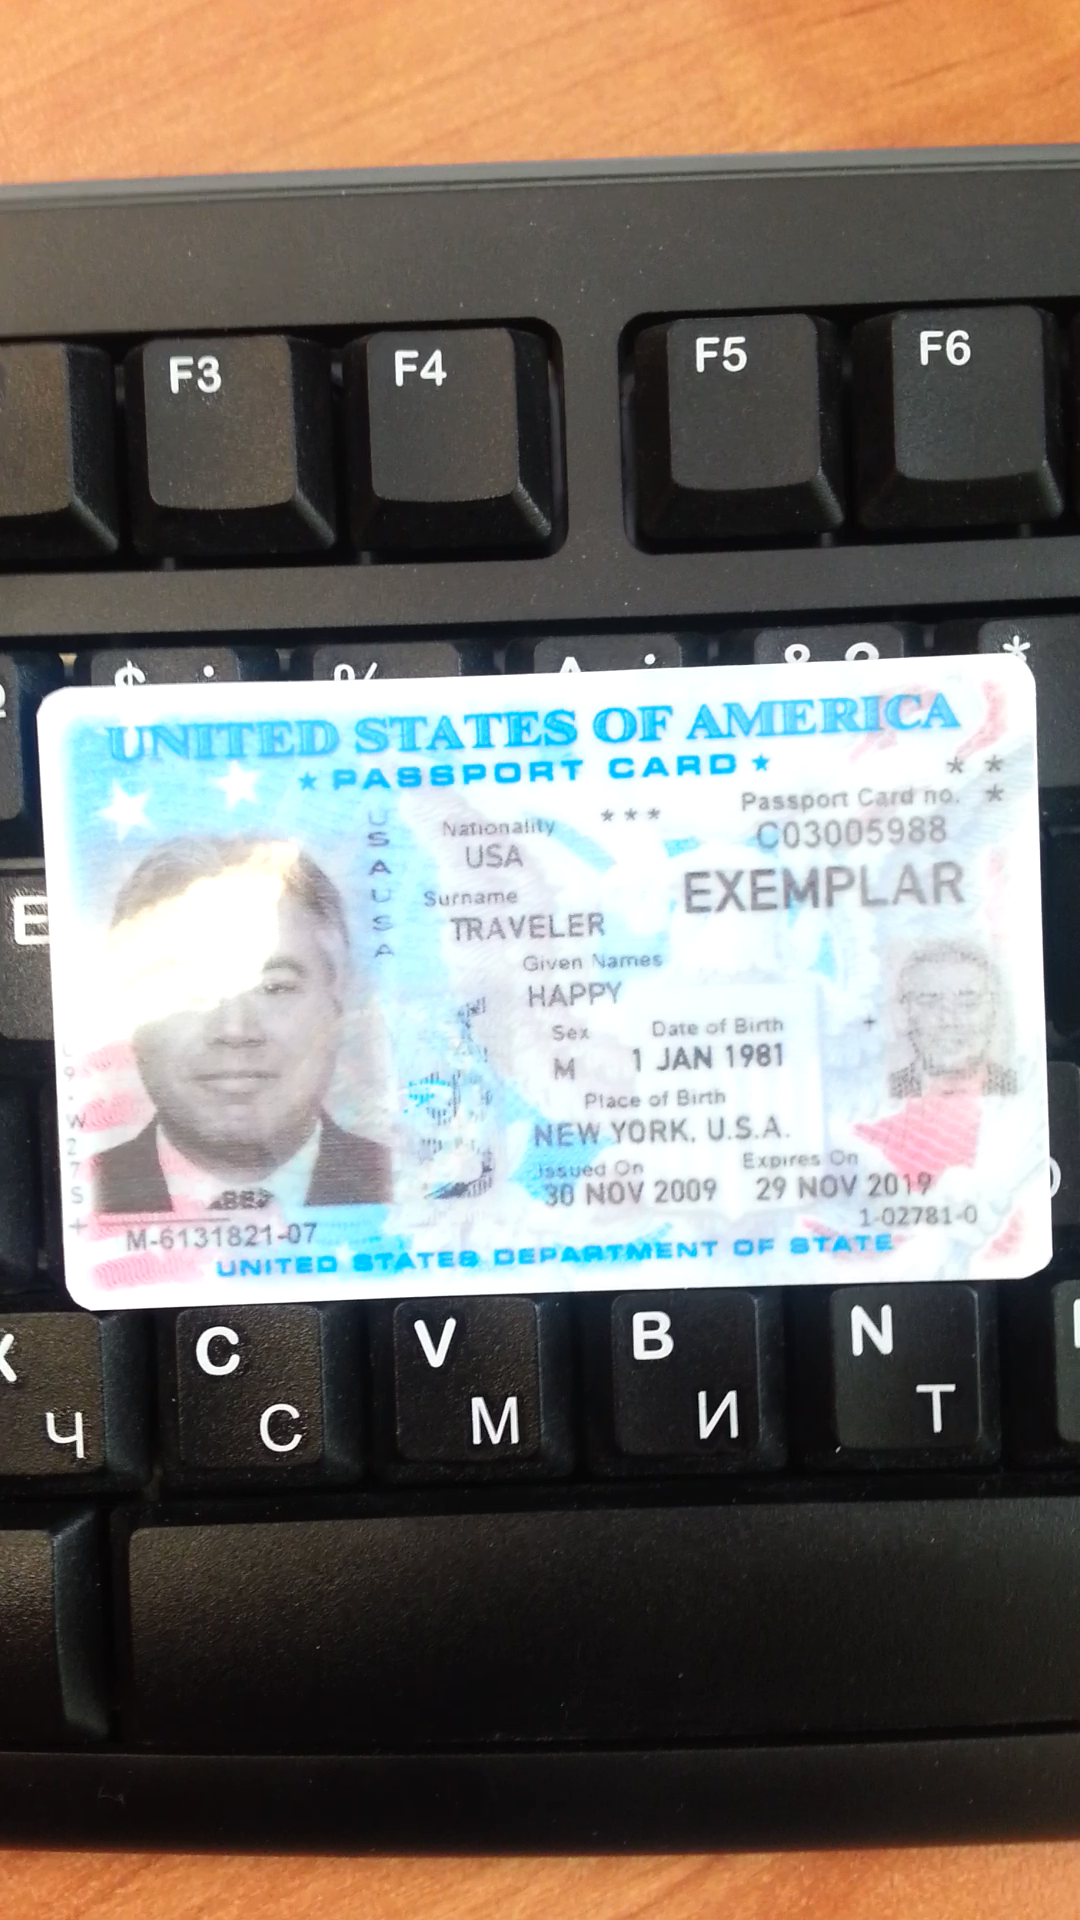 F3 F4 F5 F6
$ % ^ & *
UNITED STATES OF AMERICA
★ PASSPORT CARD ★
* *
* * *
*
Passport Card no.
C03005988
EXEMPLAR
USAUSA
Nationality
USA
Surname
TRAVELER
Given Names
HAPPY
Sex
M
Date of Birth
1 JAN 1981
Place of Birth
NEW YORK, U.S.A.
Issued On
30 NOV 2009
Expires On
29 NOV 2019
1-02781-0
M-6131821-07
UNITED STATES DEPARTMENT OF STATE
E
C V B N
Ч С М И Т